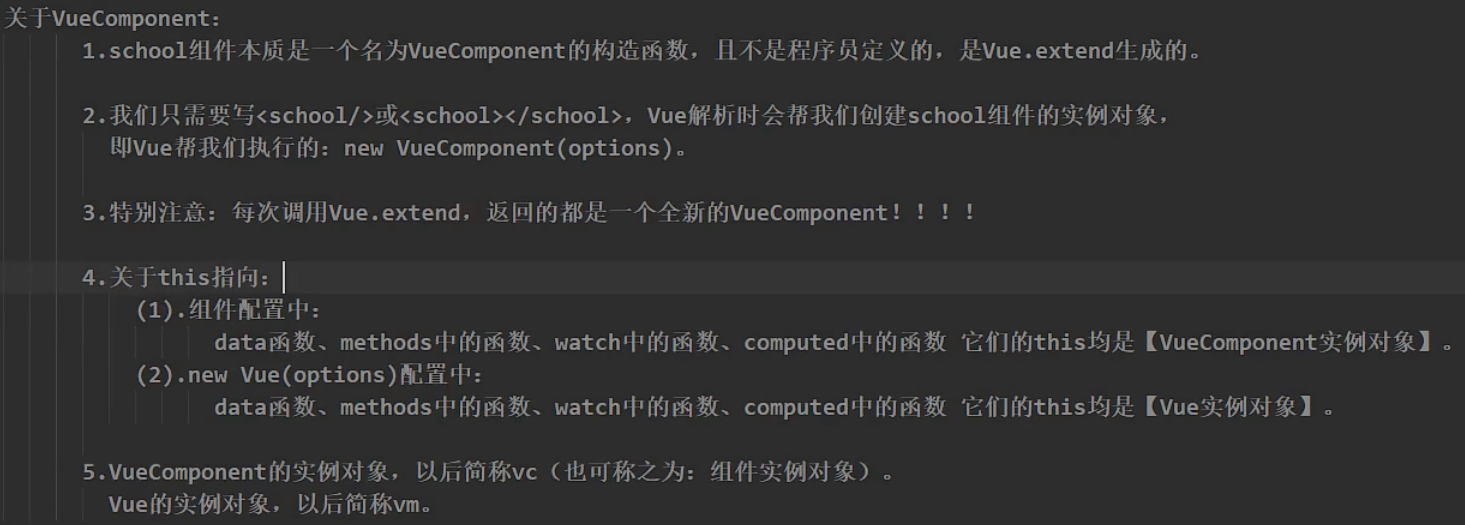 关于VueComponent:
1.school组件本质是一个名为VueComponent的构造函数，且不是程序员定义的，是Vue.extend生成的。
2.我们只需要写<school/>或<school></school>，Vue解析时会帮我们创建school组件的实例对象，
即Vue帮我们执行的：new VueComponent(options)。
3.特别注意：每次调用Vue.extend，返回的都是一个全新的VueComponent！！！！
4.关于this指向：
(1).组件配置中：
data函数、methods中的函数、watch中的函数、computed中的函数 它们的this均是【VueComponent实例对象】。
(2).new Vue(options)配置中：
data函数、methods中的函数、watch中的函数、computed中的函数 它们的this均是【Vue实例对象】。
5.VueComponent的实例对象，以后简称vc（也可称之为：组件实例对象）。
Vue的实例对象，以后简称vm。